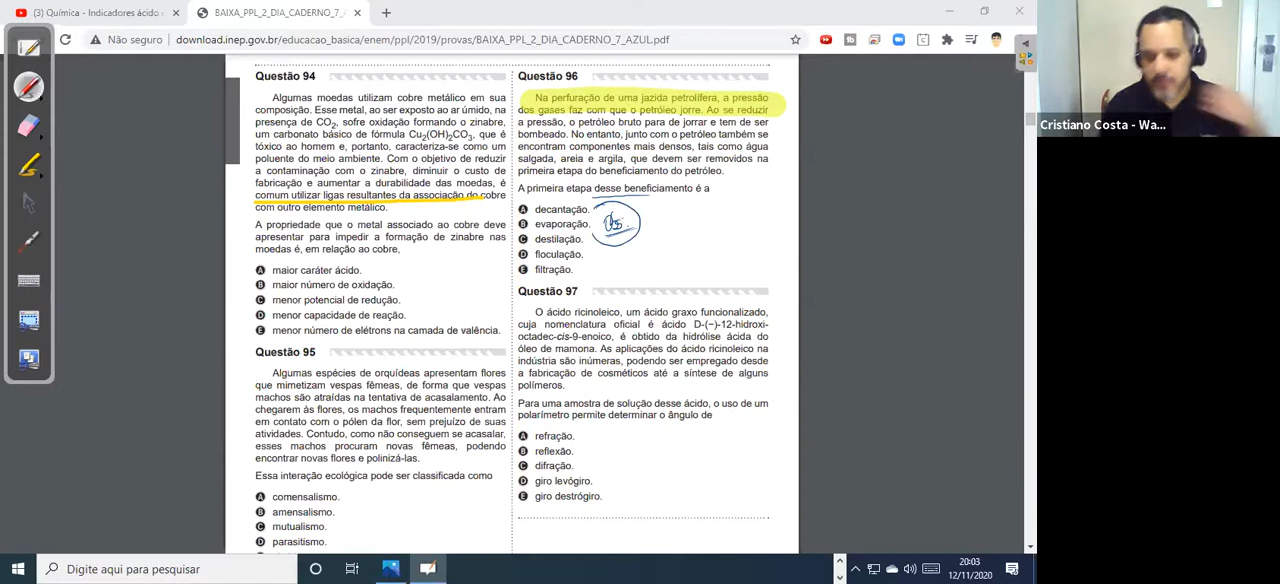 (3) Química - Indicadores ácido e
BAIXA_PPL_2_DIA_CADERNO_7_A
Não seguro
download.inep.gov.br/educacao_basica/enem/ppl/2019/provas/BAIXA_PPL_2_DIA_CADERNO_7_AZUL.pdf
Cristiano Costa - Wa...
Questão 94
Algumas moedas utilizam cobre metálico em sua
composição. Esse metal, ao ser exposto ao ar úmido, na
presença de CO2, sofre oxidação formando o zinabre,
um carbonato básico de fórmula Cu2(OH)2CO3, que é
tóxico ao homem e, portanto, caracteriza-se como um
poluente do meio ambiente. Com o objetivo de reduzir
a contaminação com o zinabre, diminuir o custo de
fabricação e aumentar a durabilidade das moedas, é
comum utilizar ligas resultantes da associação do cobre
com outro elemento metálico.
A propriedade que o metal associado ao cobre deve
apresentar para impedir a formação de zinabre nas
moedas é, em relação ao cobre,
A maior caráter ácido.
B maior número de oxidação.
C menor potencial de redução.
D menor capacidade de reação.
E menor número de elétrons na camada de valência.
Questão 95
Algumas espécies de orquídeas apresentam flores
que mimetizam vespas fêmeas, de forma que vespas
machos são atraídas na tentativa de acasalamento. Ao
chegarem às flores, os machos frequentemente entram
em contato com o pólen da flor, sem prejuízo de suas
atividades. Contudo, como não conseguem se acasalar,
esses machos procuram novas fêmeas, podendo
encontrar novas flores e polinizá-las.
Essa interação ecológica pode ser classificada como
A comensalismo.
B amensalismo.
C mutualismo.
D parasitismo.
Questão 96
Na perfuração de uma jazida petrolífera, a pressão
dos gases faz com que o petróleo jorre. Ao se reduzir
a pressão, o petróleo bruto para de jorrar e tem de ser
bombeado. No entanto, junto com o petróleo também se
encontram componentes mais densos, tais como água
salgada, areia e argila, que devem ser removidos na
primeira etapa do beneficiamento do petróleo.
A primeira etapa desse beneficiamento é a
A decantação.
B evaporação.
C destilação.
D floculação.
E filtração.
Questão 97
O ácido ricinoleico, um ácido graxo funcionalizado,
cuja nomenclatura oficial é ácido D-(−)-12-hidroxi-
octadec-cis-9-enoico, é obtido da hidrólise ácida do
óleo de mamona. As aplicações do ácido ricinoleico na
indústria são inúmeras, podendo ser empregado desde
a fabricação de cosméticos até a síntese de alguns
polímeros.
Para uma amostra de solução desse ácido, o uso de um
polarímetro permite determinar o ângulo de
A refração.
B reflexão.
C difração.
D giro levógiro.
E giro destrógiro.
Digite aqui para pesquisar
20:03
12/11/2020